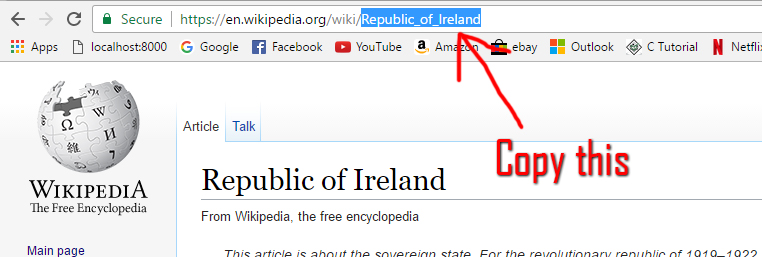 Secure https://en.wikipedia.org/wiki/Republic_of_Ireland
Apps localhost:8000 Google Facebook YouTube Amazon ebay Outlook C Tutorial Netfli
Article Talk
Copy this
WIKIPEDIA
The Free Encyclopedia
Republic of Ireland
From Wikipedia, the free encyclopedia
Main page
This article is about the sovereign state. For the revolutionary republic of 1919–1922,